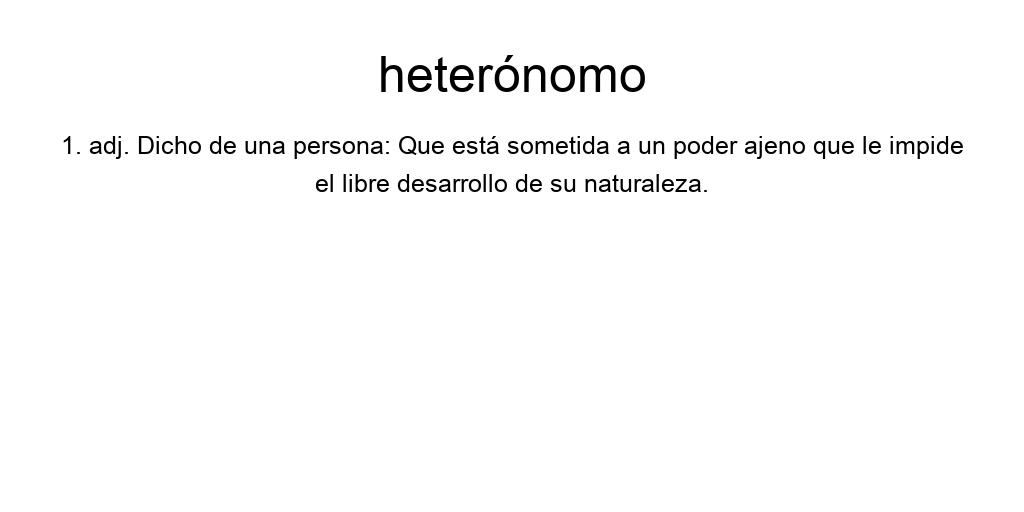 heterónomo
1. adj. Dicho de una persona: Que está sometida a un poder ajeno que le impide
el libre desarrollo de su naturaleza.